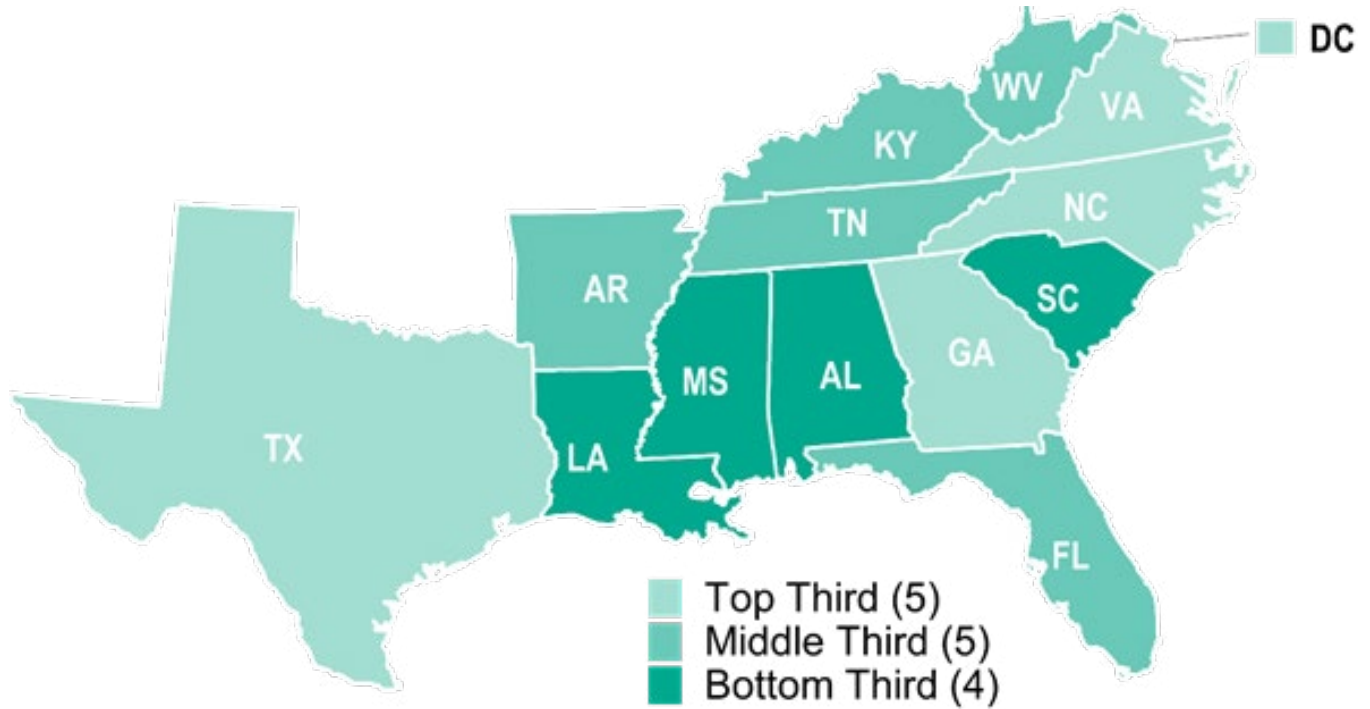 DC
WV
VA
KY
NC
TN
AR
SC
GA
MS
AL
TX
LA
FL
Top Third (5)
Middle Third (5)
Bottom Third (4)